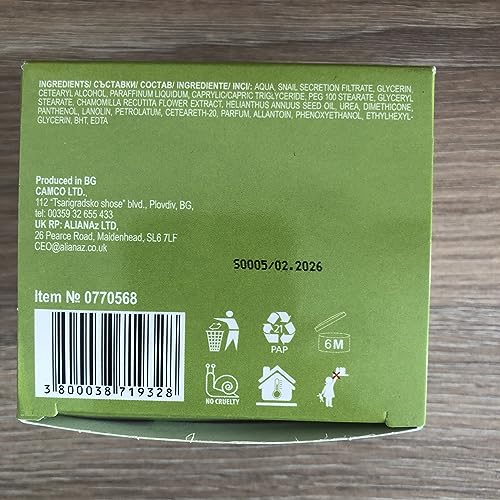 INGREDIENTS/ СЪСТАВКИ/ СОСТАВ/ INGREDIENTE/ INCI/: AQUA, SNAIL SECRETION FILTRATE, GLYCERIN,
CETEARYL ALCOHOL, PARAFFINUM LIQUIDUM, CAPRYLIC/CAPRIC TRIGLYCERIDE, PEG 100 STEARATE, GLYCERYL
STEARATE, CHAMOMILLA RECUTITA FLOWER EXTRACT, HELIANTHUS ANNUUS SEED OIL, UREA, DIMETHICONE,
PANTHENOL, LANOLIN, PETROLATUM, CETEARETH-20, PARFUM, ALLANTOIN, PHENOXYETHANOL, ETHYLHEXYL-
GLYCERIN, BHT, EDTA
Produced in BG
CAMCO LTD.,
112 "Tsarigradsko shose" blvd., Plovdiv, BG,
tel: 00359 32 655 433
UK RP: ALIANAz LTD,
26 Pearce Road, Maidenhead, SL6 7LF
CEO@alianaz.co.uk
S0005/02.2026
Item № 0770568
21
PAP
6M
3 800038 719328
NO CRUELTY